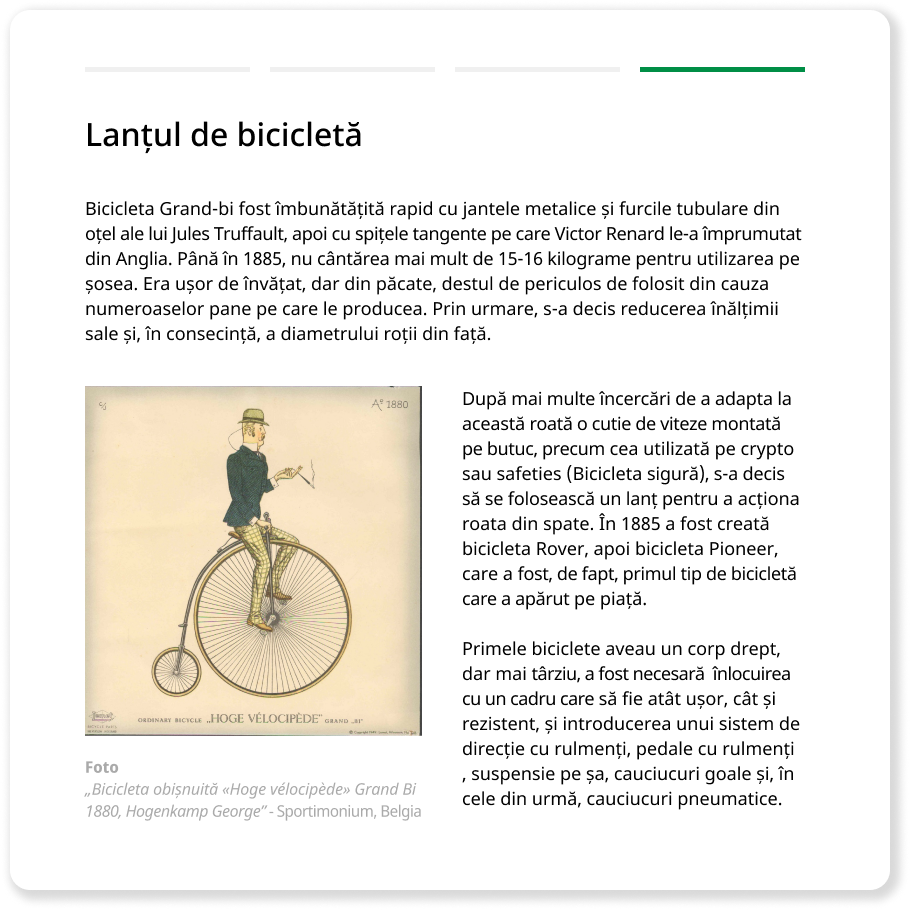 Lanțul de bicicletă
Bicicleta Grand-bi fost îmbunătățită rapid cu jantele metalice și furcile tubulare din
oțel ale lui Jules Truffault, apoi cu spițele tangente pe care Victor Renard le-a împrumutat
din Anglia. Până în 1885, nu cântărea mai mult de 15-16 kilograme pentru utilizarea pe
șosea. Era ușor de învățat, dar din păcate, destul de periculos de folosit din cauza
numeroaselor pane pe care le producea. Prin urmare, s-a decis reducerea înălțimii
sale și, în consecință, a diametrului roții din față.
Aº 1880
ORDINARY BICYCLE „HOGE VÉLOCIPÈDE" GRAND „BI"
Foto
„Bicicleta obișnuită «Hoge vélocipède» Grand Bi
1880, Hogenkamp George” - Sportimonium, Belgia
După mai multe încercări de a adapta la
această roată o cutie de viteze montată
pe butuc, precum cea utilizată pe crypto
sau safeties (Bicicleta sigură), s-a decis
să se folosească un lanț pentru a acționa
roata din spate. În 1885 a fost creată
bicicleta Rover, apoi bicicleta Pioneer,
care a fost, de fapt, primul tip de bicicletă
care a apărut pe piață.
Primele biciclete aveau un corp drept,
dar mai târziu, a fost necesară înlocuirea
cu un cadru care să fie atât ușor, cât și
rezistent, și introducerea unui sistem de
direcție cu rulmenți, pedale cu rulmenți
, suspensie pe șa, cauciucuri goale și, în
cele din urmă, cauciucuri pneumatice.